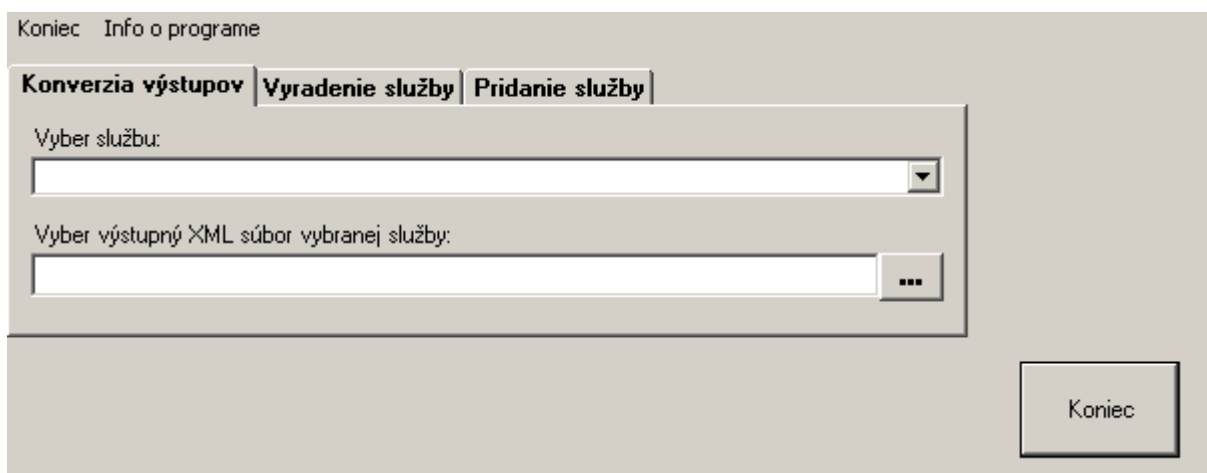 Koniec Info o programe
Konverzia výstupov Vyradenie služby Pridanie služby
Vyber službu:
Vyber výstupný XML súbor vybranej služby:
...
Koniec